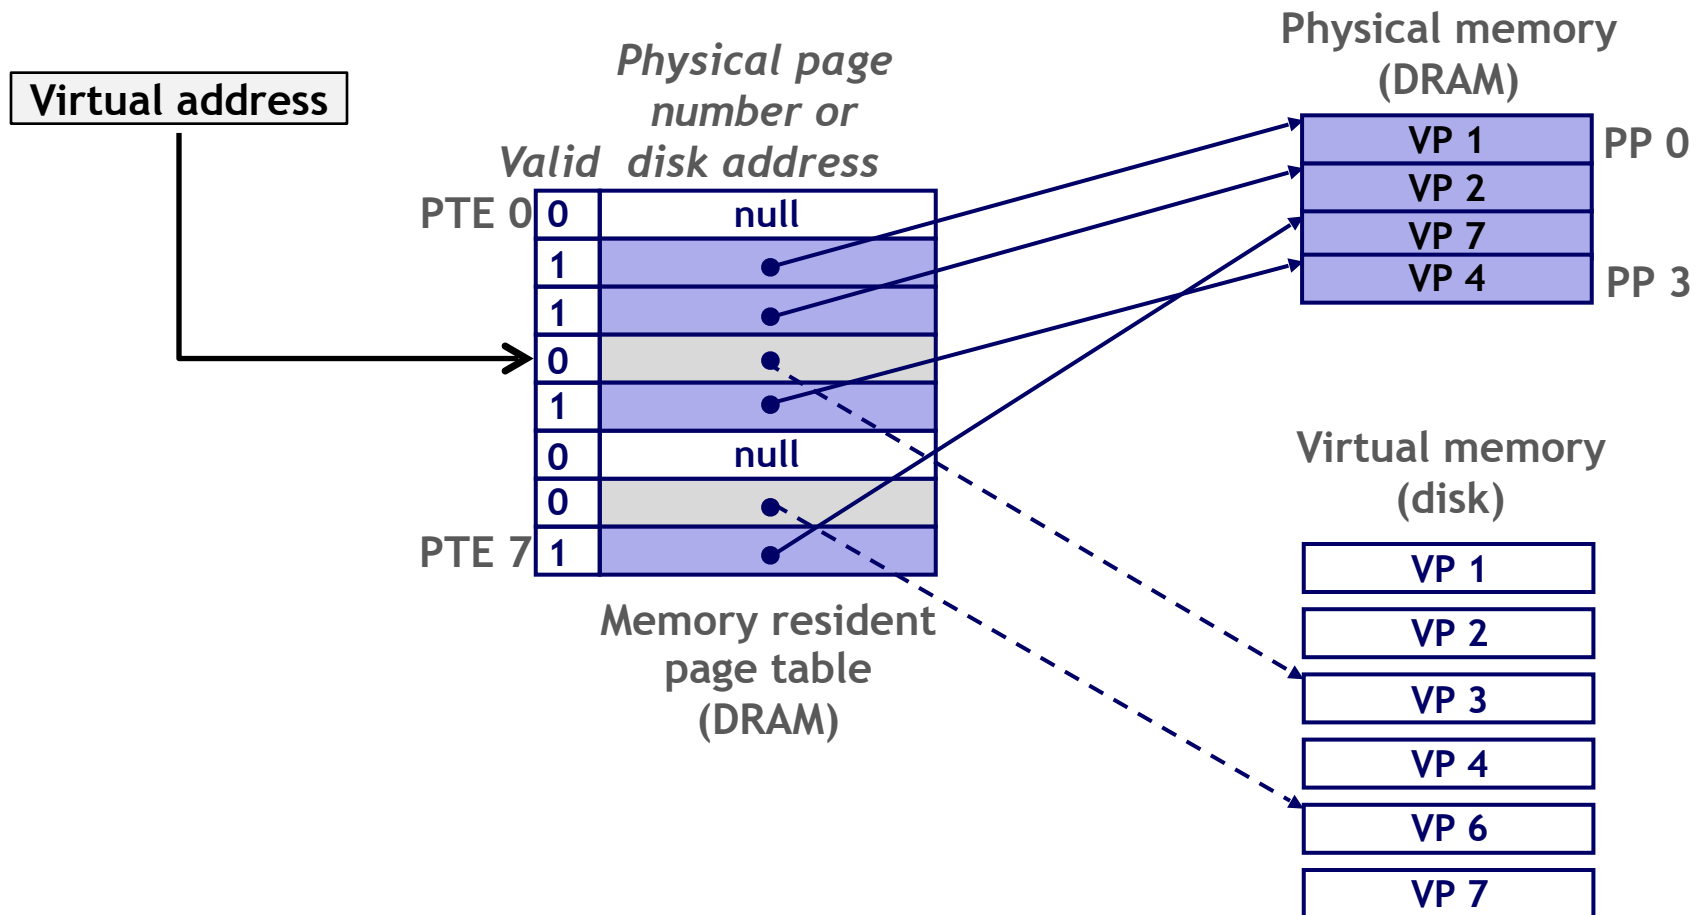 Virtual address
Physical page
number or
Valid disk address
PTE 0 0 null
1
1
0
1
0 null
0
PTE 7 1
Memory resident
page table
(DRAM)
Physical memory
(DRAM)
VP 1 PP 0
VP 2
VP 7
VP 4 PP 3
Virtual memory
(disk)
VP 1
VP 2
VP 3
VP 4
VP 6
VP 7